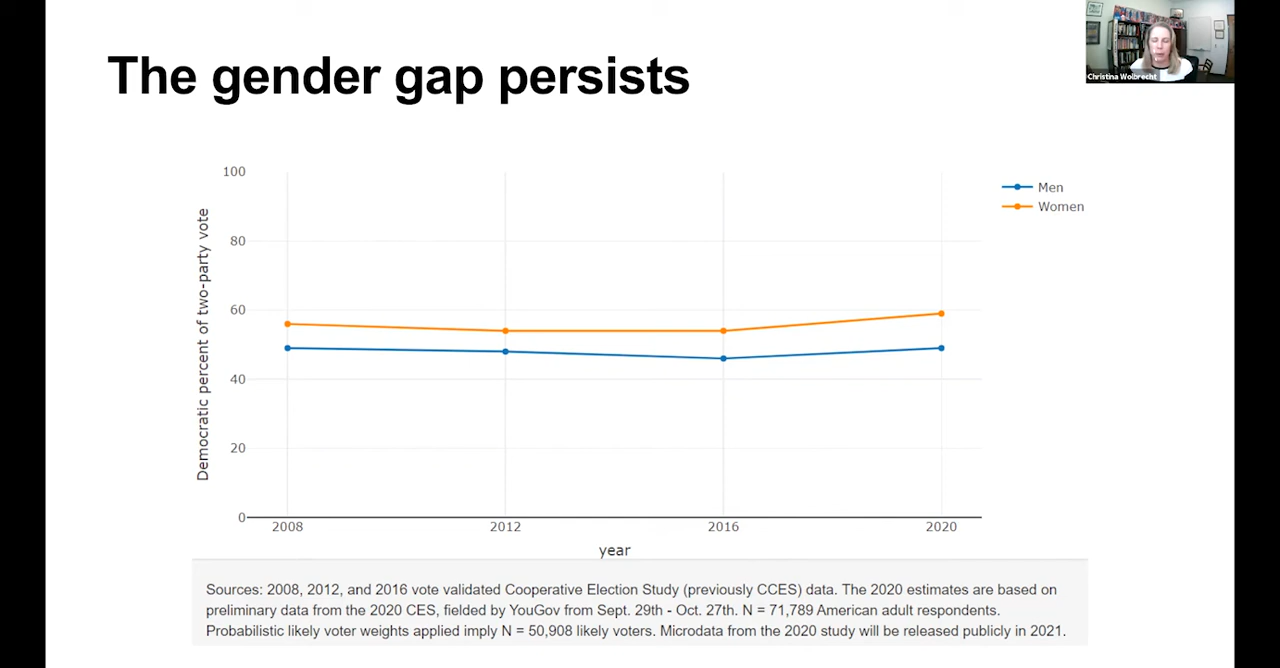 The gender gap persists
Christina Wolbrecht
100
80
60
40
20
0
Democratic percent of two-party vote
2008 2012 2016 2020
year
Men
Women
Sources: 2008, 2012, and 2016 vote validated Cooperative Election Study (previously CCES) data. The 2020 estimates are based on
preliminary data from the 2020 CES, fielded by YouGov from Sept. 29th - Oct. 27th. N = 71,789 American adult respondents.
Probabilistic likely voter weights applied imply N = 50,908 likely voters. Microdata from the 2020 study will be released publicly in 2021.